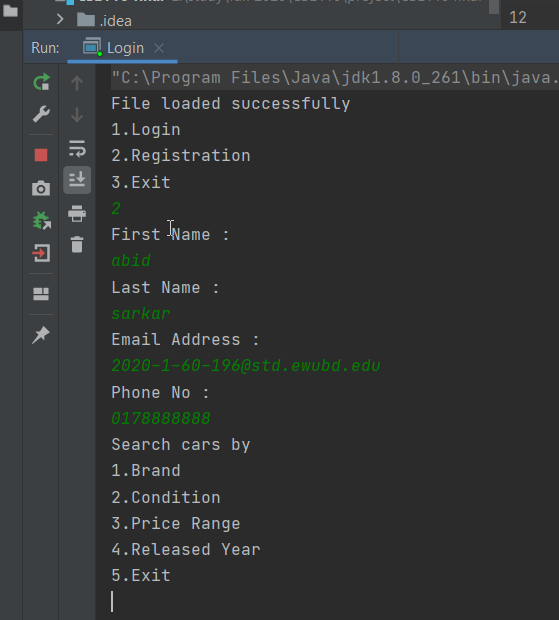 .idea
12
Run: Login
"C:\Program Files\Java\jdk1.8.0_261\bin\java.
File loaded successfully
1.Login
2.Registration
3.Exit
2
First Name :
abid
Last Name :
sarkar
Email Address :
2020-1-60-196@std.ewubd.edu
Phone No :
0178888888
Search cars by
1.Brand
2.Condition
3.Price Range
4.Released Year
5.Exit